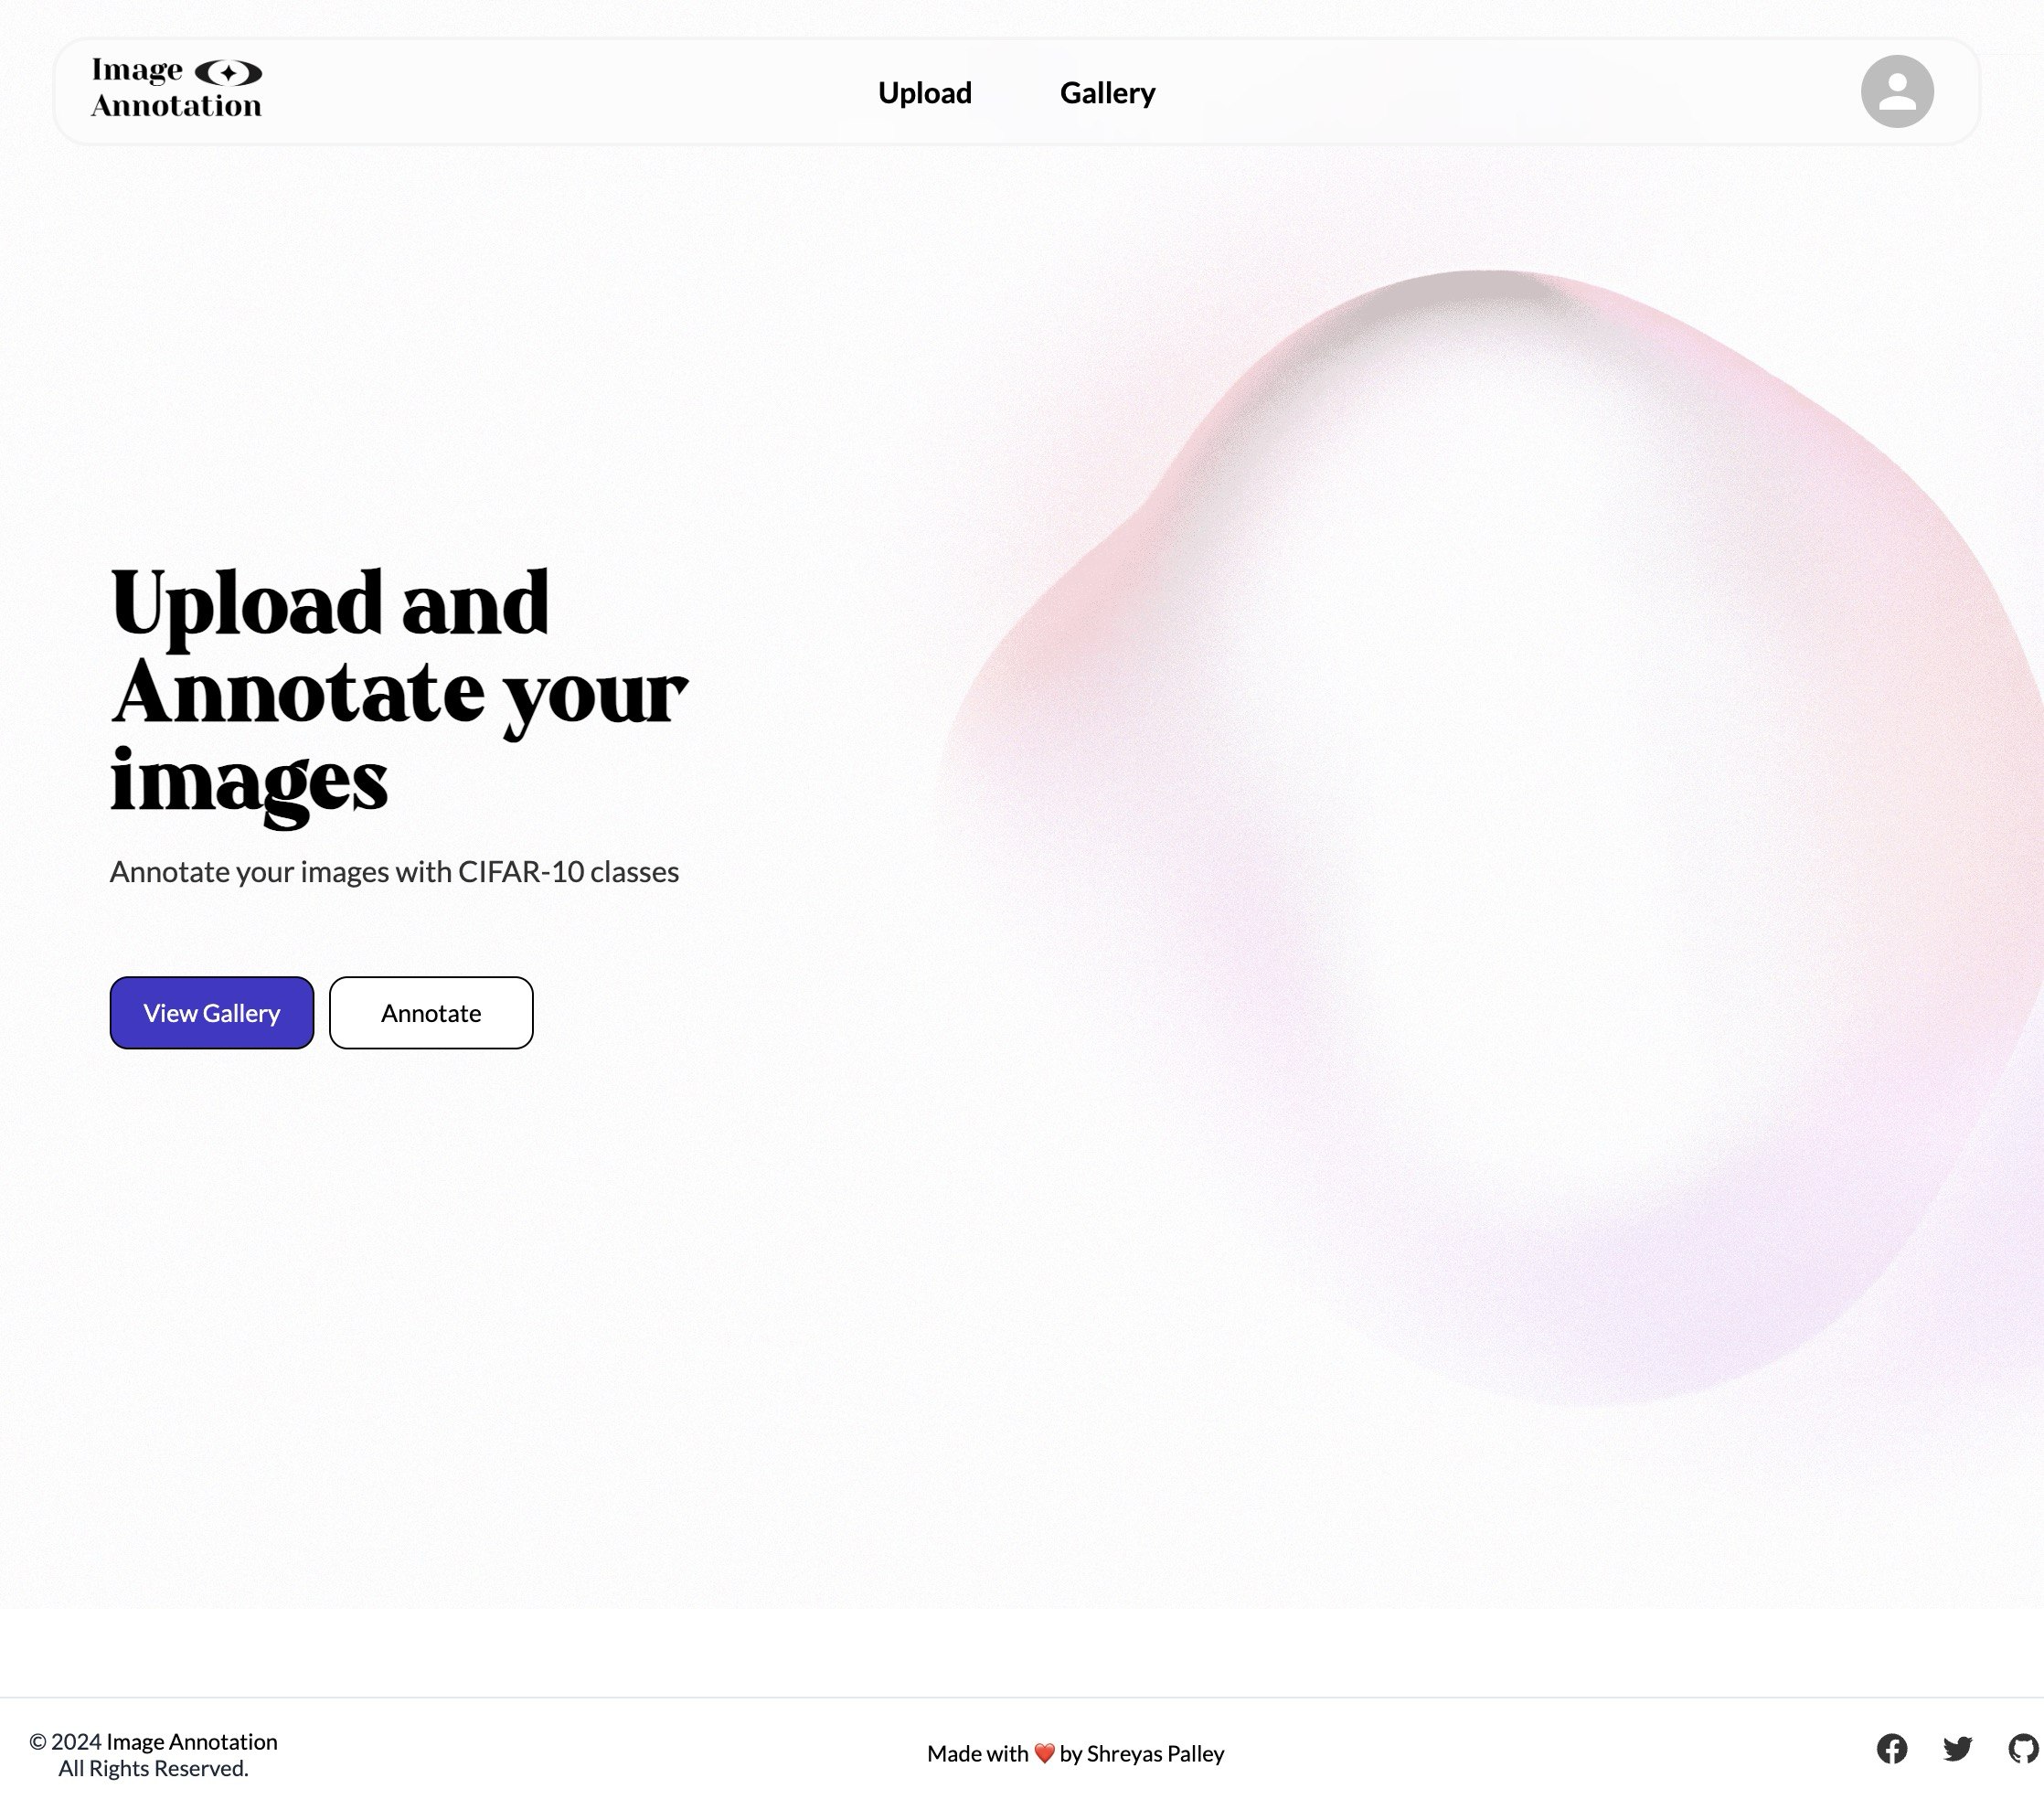 Image
Annotation
Upload
Gallery
Upload and
Annotate your
images
Annotate your images with CIFAR-10 classes
View Gallery
Annotate
© 2024 Image Annotation
All Rights Reserved.
Made with ❤️ by Shreyas Palley